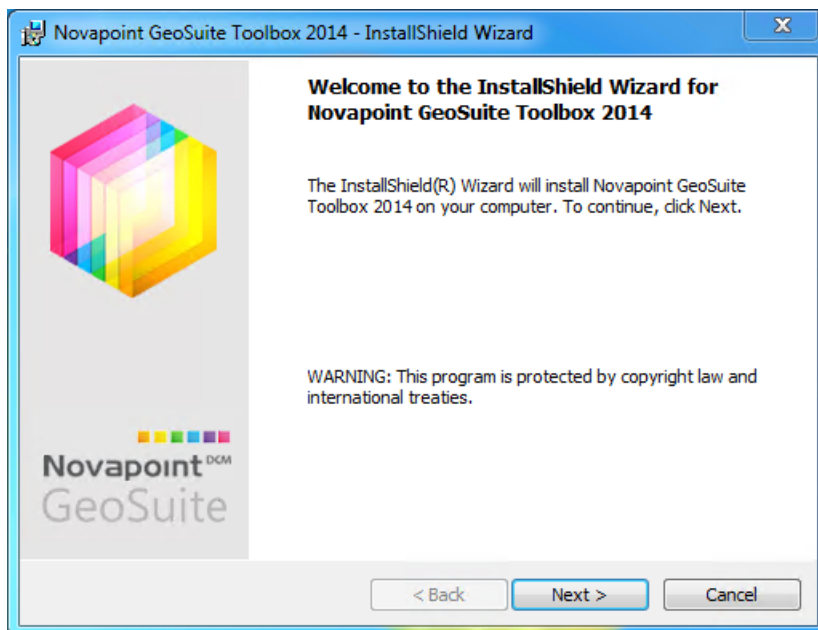 Novapoint GeoSuite Toolbox 2014 - InstallShield Wizard
Welcome to the InstallShield Wizard for
Novapoint GeoSuite Toolbox 2014
The InstallShield(R) Wizard will install Novapoint GeoSuite
Toolbox 2014 on your computer. To continue, click Next.
WARNING: This program is protected by copyright law and
international treaties.
Novapoint DCM
GeoSuite
< Back
Next >
Cancel